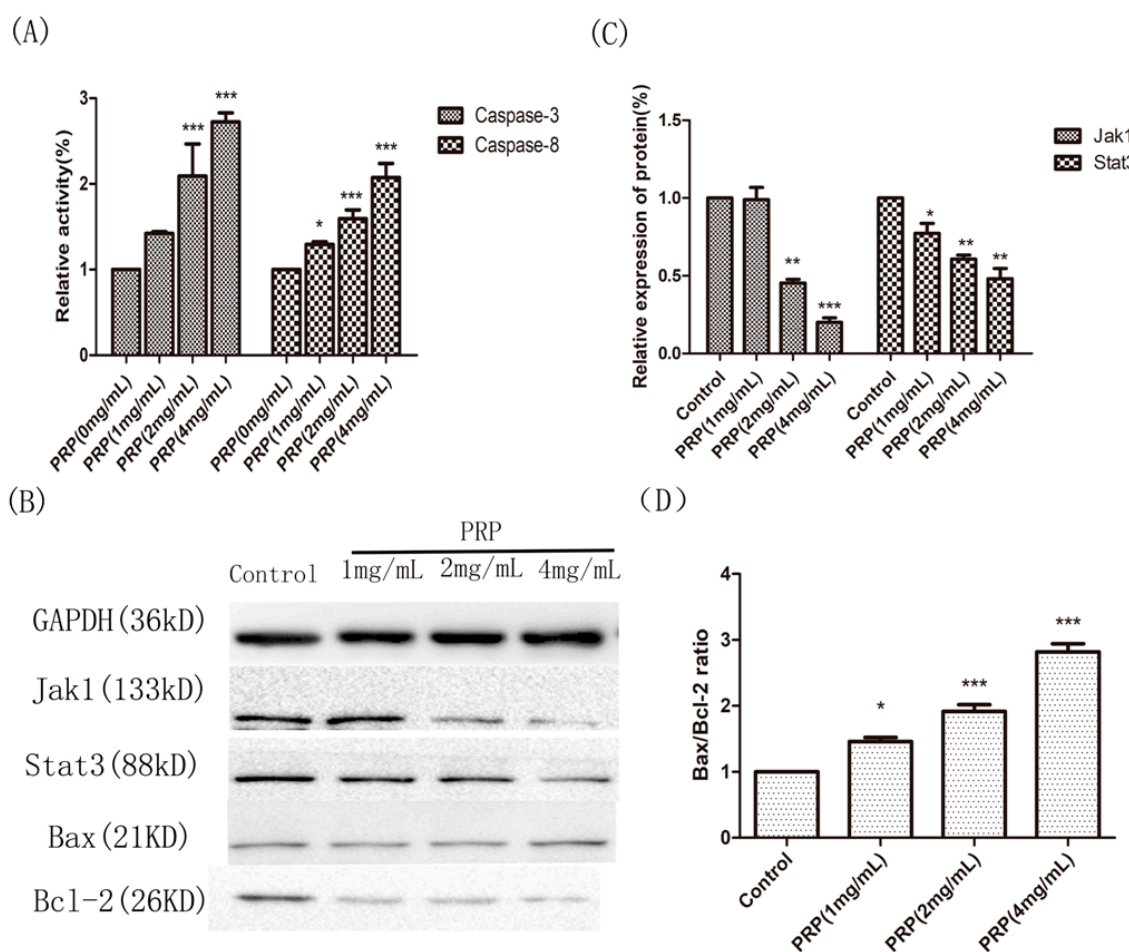 (A)
Relative activity(%)
3
2
1
0
***
***
*
***
***
Caspase-3
Caspase-8
PRP(0mg/mL)
PRP(1mg/mL)
PRP(2mg/mL)
PRP(4mg/mL)
PRP(0mg/mL)
PRP(1mg/mL)
PRP(2mg/mL)
PRP(4mg/mL)
(C)
Relative expression of protein(%)
1.5
1.0
0.5
0.0
**
***
*
**
**
Jak1
Stat3
Control
PRP(1mg/mL)
PRP(2mg/mL)
PRP(4mg/mL)
Control
PRP(1mg/mL)
PRP(2mg/mL)
PRP(4mg/mL)
(B)
PRP
Control 1mg/mL 2mg/mL 4mg/mL
GAPDH(36kD)
Jak1(133kD)
Stat3(88kD)
Bax(21KD)
Bcl-2(26KD)
(D)
Bax/Bcl-2 ratio
4
3
2
1
0
*
***
***
Control
PRP(1mg/mL)
PRP(2mg/mL)
PRP(4mg/mL)